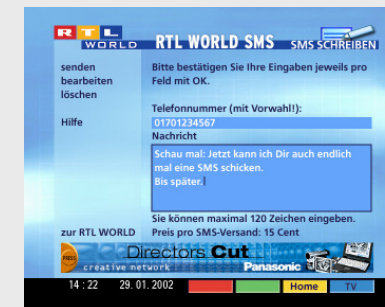 RTL
WORLD
RTL WORLD SMS
SMS SCHREIBEN
senden
bearbeiten
löschen
Hilfe
zur RTL WORLD
Bitte bestätigen Sie Ihre Eingaben jeweils pro
Feld mit OK.
Telefonnummer (mit Vorwahl!):
01701234567
Nachricht
Schau mal: Jetzt kann ich Dir auch endlich
mal eine SMS schicken.
Bis später.
Sie können maximal 120 Zeichen eingeben.
Preis pro SMS-Versand: 15 Cent
Directors Cut
creative network
Panasonic
14 : 22 29. 01. 2002 Home TV